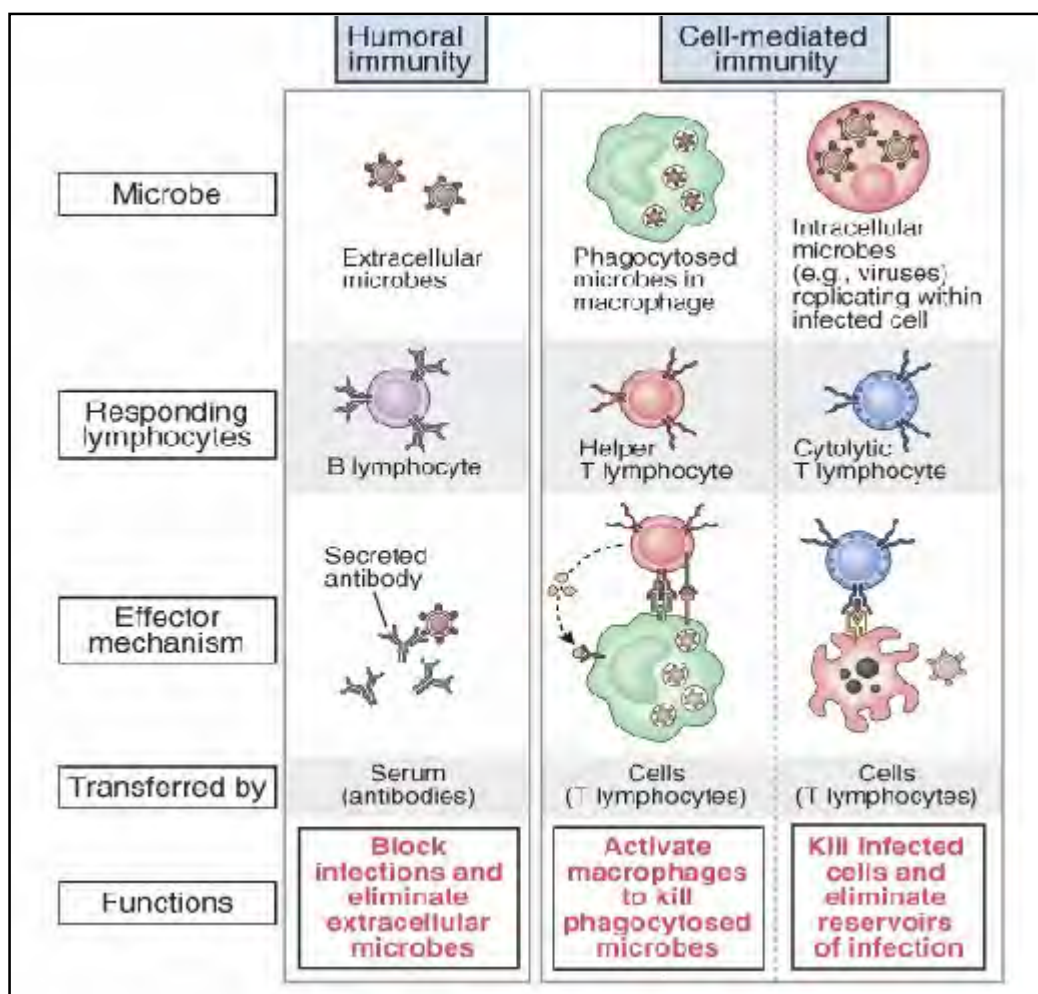 Humoral
immunity
Cell-mediated
immunity
Microbe
Extracellular
microbes
Phagocytosed
microbes in
macrophage
Intracellular
microbes
(e.g., viruses)
replicating within
infected cell
Responding
lymphocytes
B lymphocyte
Helper
T lymphocyte
Cytolytic
T lymphocyte
Effector
mechanism
Secreted
antibody
Transferred by
Serum
(antibodies)
Cells
(T lymphocytes)
Cells
(T lymphocytes)
Functions
Block
infections and
eliminate
extracellular
microbes
Activate
macrophages
to kill
phagocytosed
microbes
Kill infected
cells and
eliminate
reservoirs
of infection